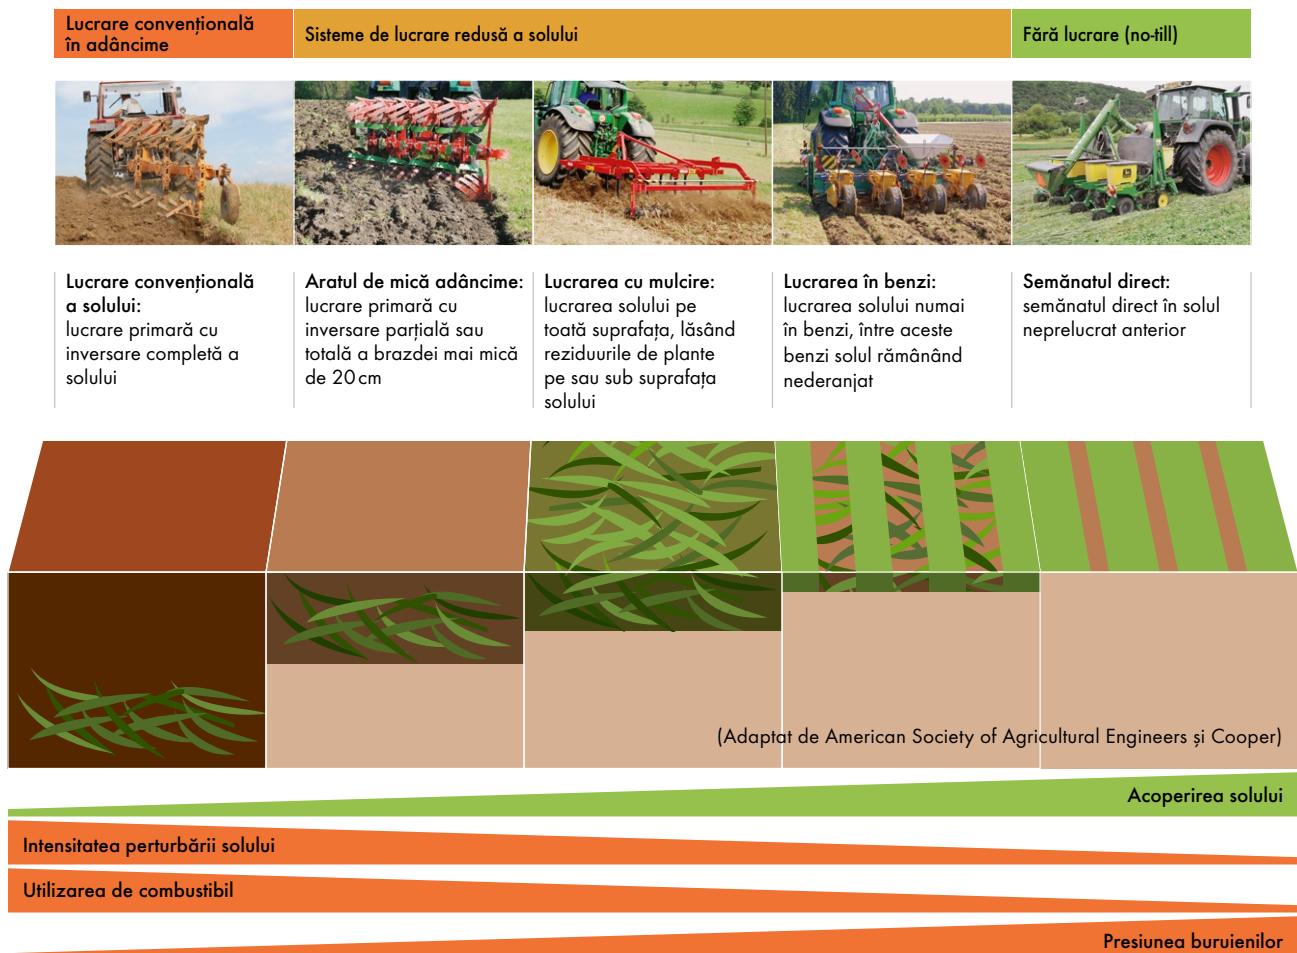 Lucrare convențională
în adâncime
Sisteme de lucrare redusă a solului
Fără lucrare (no-till)
Lucrare convențională
a solului:
lucrare primară cu
inversare completă a
solului
Aratul de mică adâncime:
lucrare primară cu
inversare parțială sau
totală a brazdei mai mică
de 20 cm
Lucrarea cu mulcire:
lucrarea solului pe
toată suprafața, lăsând
reziduurile de plante
pe sau sub suprafața
solului
Lucrarea în benzi:
lucrarea solului numai
în benzi, între aceste
benzi solul rămânând
nederanjat
Semănatul direct:
semănatul direct în solul
neprelucrat anterior
(Adaptat de American Society of Agricultural Engineers și Cooper)
Acoperirea solului
Intensitatea perturbării solului
Utilizarea de combustibil
Presiunea buruienilor